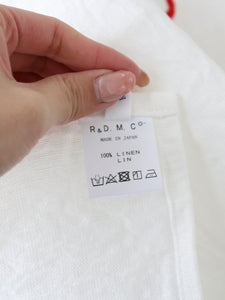 R&D. M. Co-
MADE IN JAPAN
100% LINEN
LIN